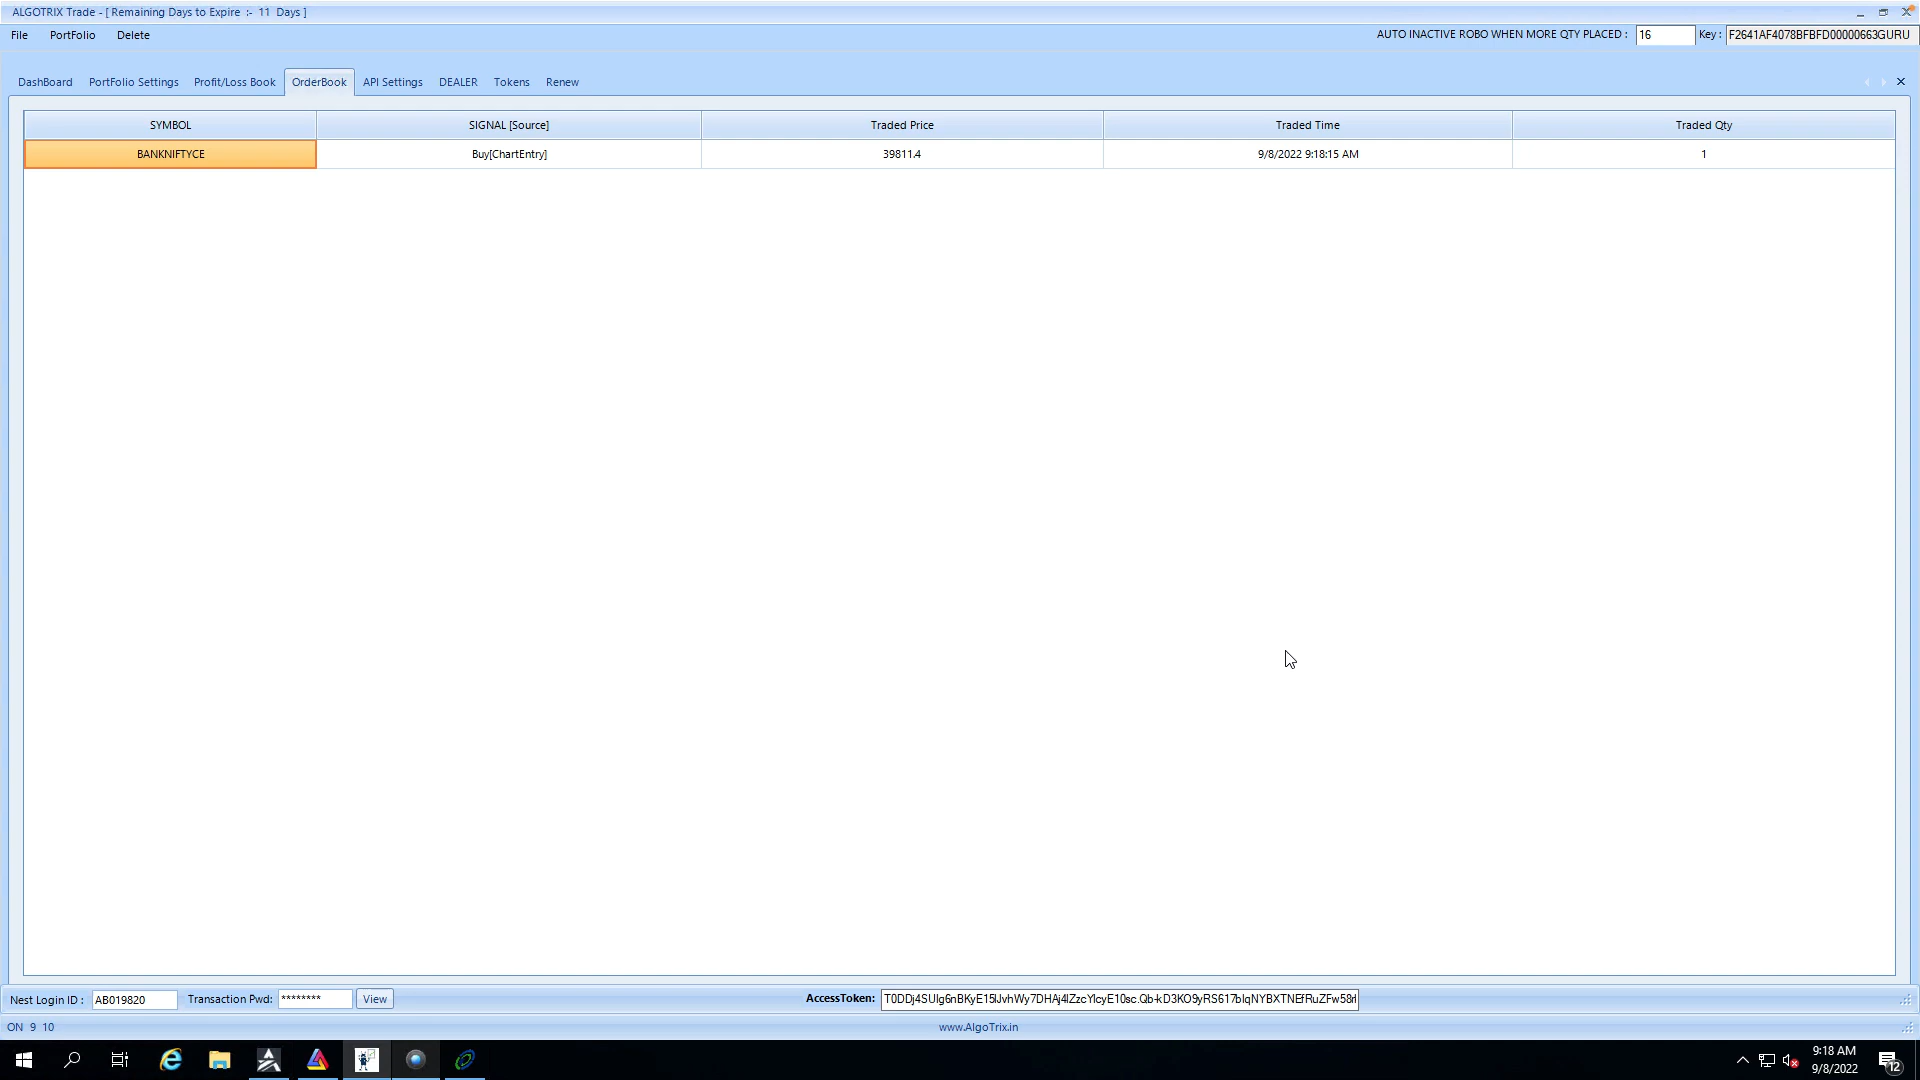 ALGOTRIX Trade - [ Remaining Days to Expire :- 11 Days ]
File PortFolio Delete
AUTO INACTIVE ROBO WHEN MORE QTY PLACED : 16 Key : F2641AF4078BFBFD00000663GURU
DashBoard PortFolio Settings Profit/Loss Book OrderBook API Settings DEALER Tokens Renew
SYMBOL SIGNAL [Source] Traded Price Traded Time Traded Qty
BANKNIFTYCE Buy[ChartEntry] 39811.4 9/8/2022 9:18:15 AM 1
Nest Login ID : AB019820 Transaction Pwd: ******** View AccessToken:
ON 9 10 www.AlgoTrix.in
9:18 AM
9/8/2022
12